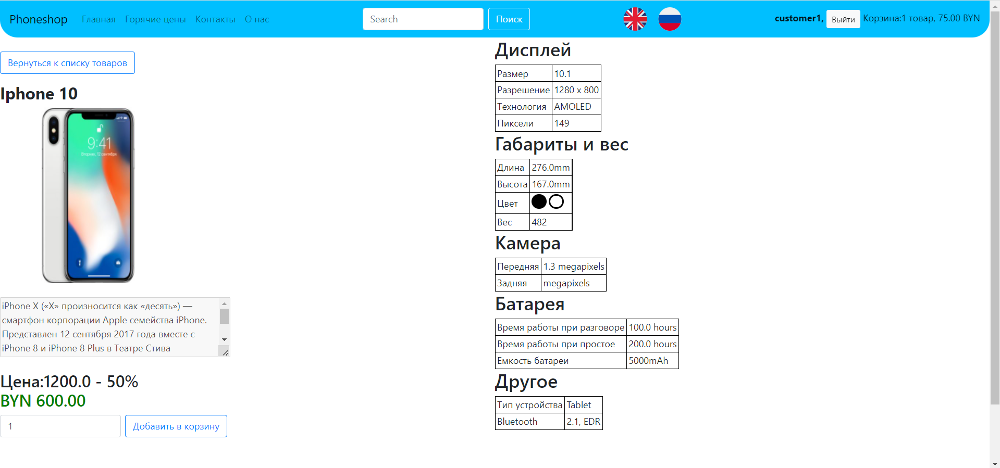 Phoneshop Главная Горячие цены Контакты О нас Search Поиск customer1, Выйти Корзина:1 товар, 75.00 BYN
Вернуться к списку товаров
Iphone 10
9:41
Вторник, 12 сентября
iPhone X («X» произносится как «десять») —
смартфон корпорации Apple семейства iPhone.
Представлен 12 сентября 2017 года вместе с
iPhone 8 и iPhone 8 Plus в Театре Стива
Цена:1200.0 - 50%
BYN 600.00
1 Добавить в корзину
Дисплей
Размер 10.1
Разрешение 1280 x 800
Технология AMOLED
Пиксели 149
Габариты и вес
Длина 276.0mm
Высота 167.0mm
Цвет
Вес 482
Камера
Передняя 1.3 megapixels
Задняя megapixels
Батарея
Время работы при разговоре 100.0 hours
Время работы при простое 200.0 hours
Емкость батареи 5000mAh
Другое
Тип устройства Tablet
Bluetooth 2.1, EDR